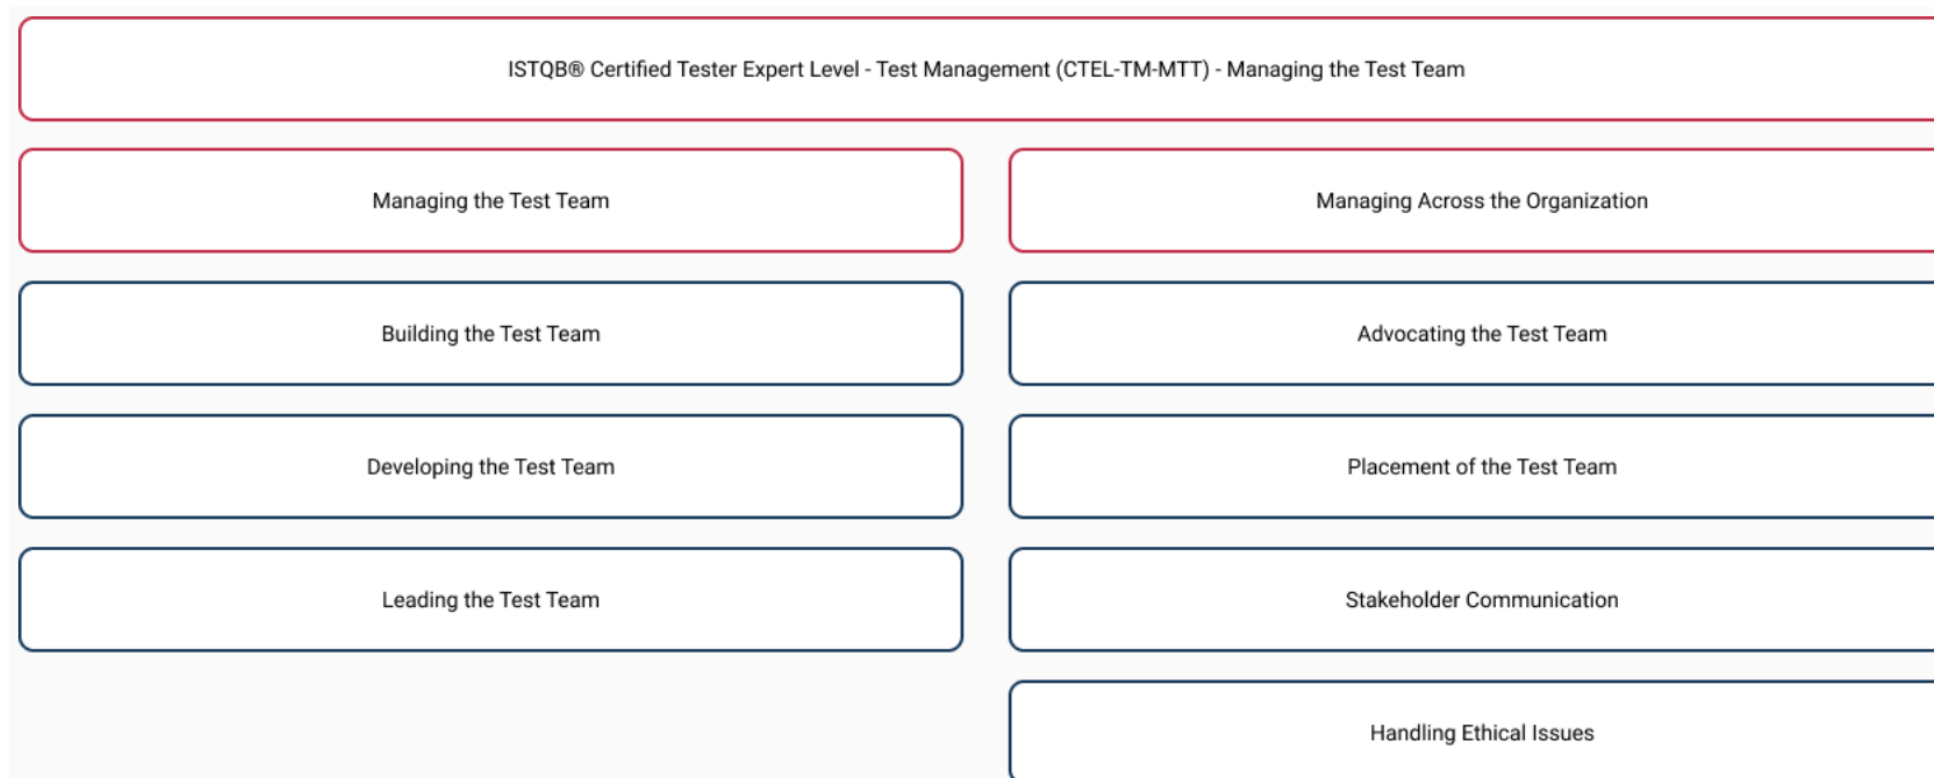 ISTQB® Certified Tester Expert Level - Test Management (CTEL-TM-MTT) - Managing the Test Team
Managing the Test Team
Managing Across the Organization
Building the Test Team
Advocating the Test Team
Developing the Test Team
Placement of the Test Team
Leading the Test Team
Stakeholder Communication
Handling Ethical Issues